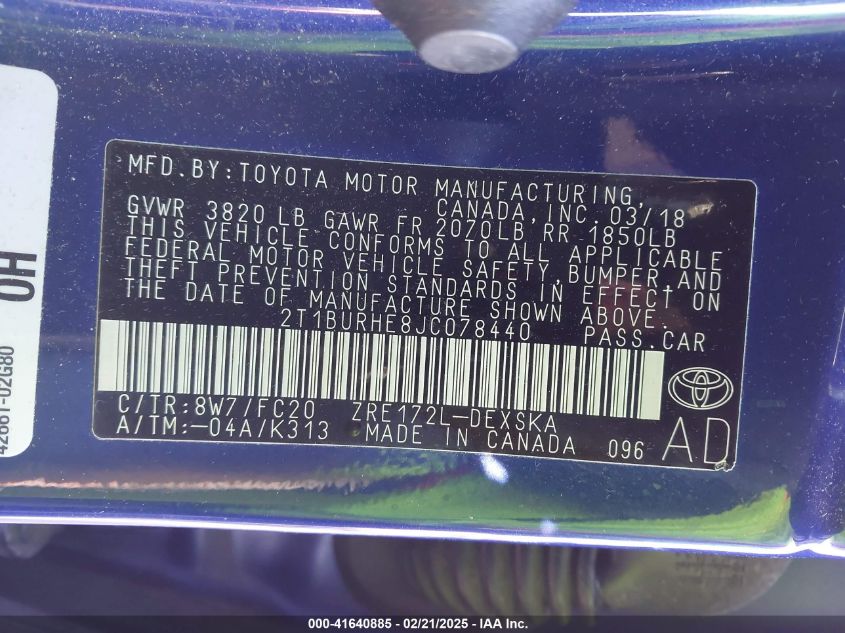 MFD.BY:TOYOTA MOTOR MANUFACTURING,
CANADA, INC. 03/18
GVWR 3820 LB GAWR FR 2070LB RR 1850LB
THIS VEHICLE CONFORMS TO ALL APPLICABLE
FEDERAL MOTOR VEHICLE SAFETY, BUMPER, AND
THEFT PREVENTION STANDARDS IN EFFECT ON
THE DATE OF MANUFACTURE SHOWN ABOVE.
2T1BURHE8JC078440 PASS.CAR
C/TR:8W7/FC20 ZRE172L-DEXSKA
A/TM:-04A/K313 MADE IN CANADA 096 AD
42661-02G80
HO
000-41640885 - 02/21/2025 - IAA Inc.